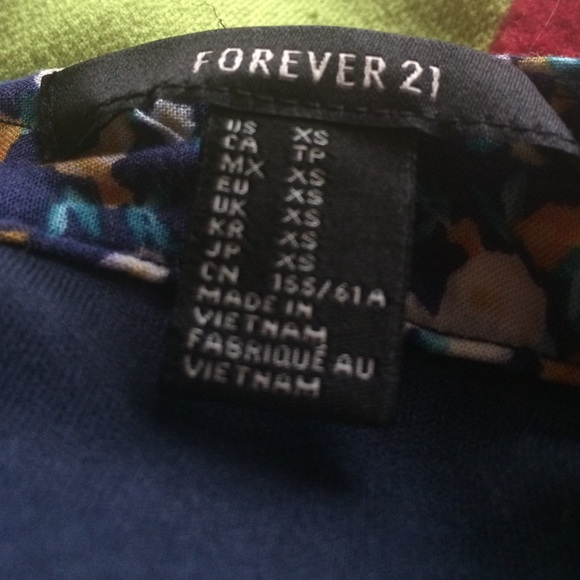 FOREVER 21
US XS
CA TP
MX XS
EU XS
UK XS
KR XS
JP
CN 155/61A
MADE IN
VIETNAM
FABRIQUÉ AU
VIETNAM